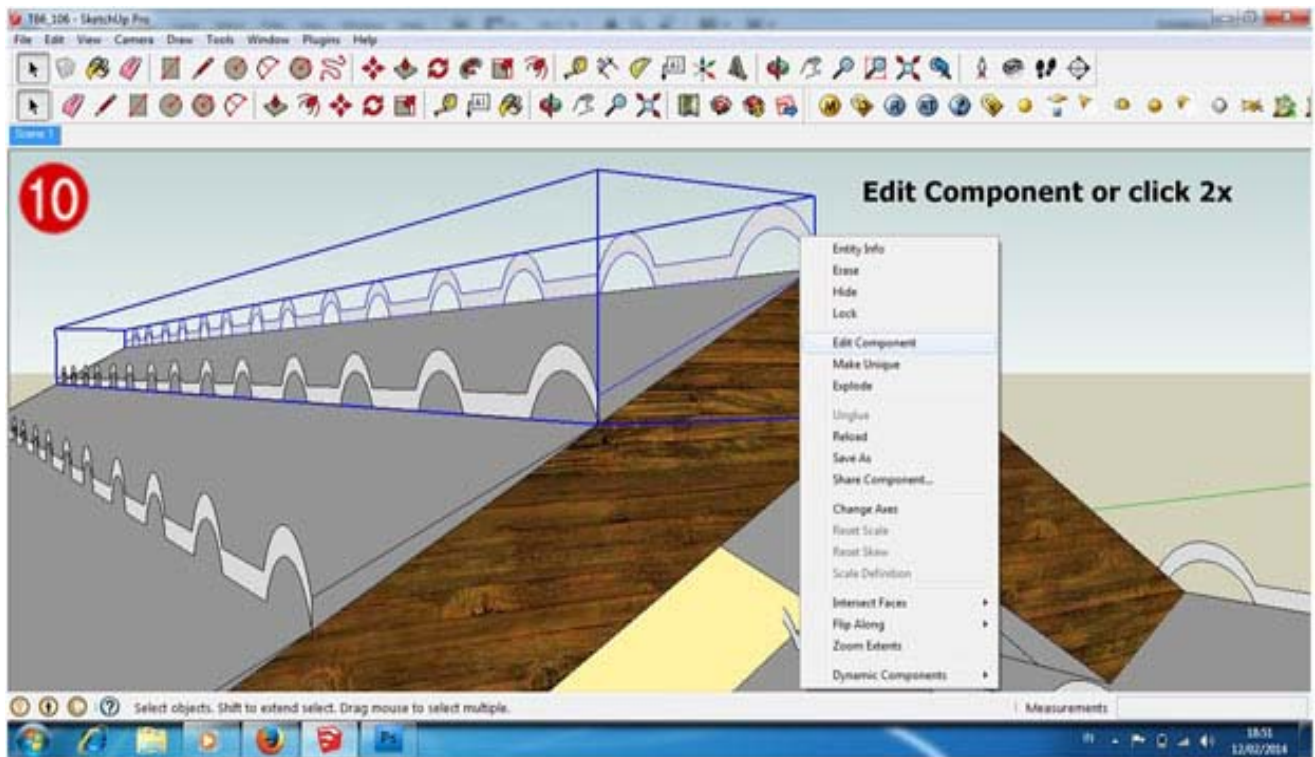 TB6_106 - SketchUp Pro
File Edit View Camera Draw Tools Window Plugins Help
Scene 1
10
Edit Component or click 2x
Entity Info
Erase
Hide
Lock
Edit Component
Make Unique
Explode
Unglue
Reload
Save As
Share Component...
Change Axes
Reset Scale
Reset Skew
Scale Definition
Intersect Faces
Flip Along
Zoom Extents
Dynamic Components
Select objects. Shift to extend select. Drag mouse to select multiple.
Measurements
Ps
18:51
12/02/2014